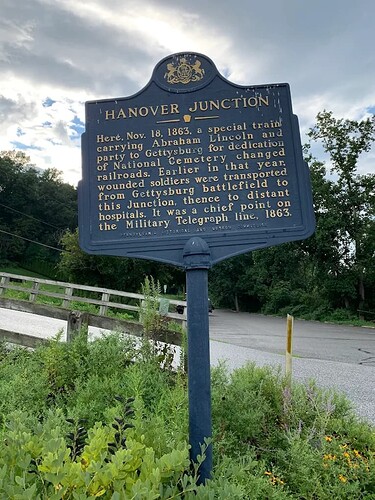 HANOVER JUNCTION
Here, Nov. 18, 1863, a special train
carrying Abraham Lincoln and
party to Gettysburg for dedication
of National Cemetery changed
railroads. Earlier in that year,
wounded soldiers were transported
from Gettysburg battlefield to
this Junction, thence to distant
hospitals. It was a chief point on
the Military Telegraph line, 1863.